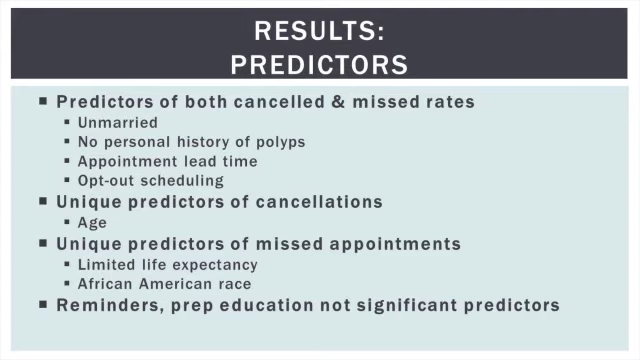 RESULTS:
PREDICTORS
▪ Predictors of both cancelled & missed rates
▪ Unmarried
▪ No personal history of polyps
▪ Appointment lead time
▪ Opt-out scheduling
▪ Unique predictors of cancellations
▪ Age
▪ Unique predictors of missed appointments
▪ Limited life expectancy
▪ African American race
▪ Reminders, prep education not significant predictors